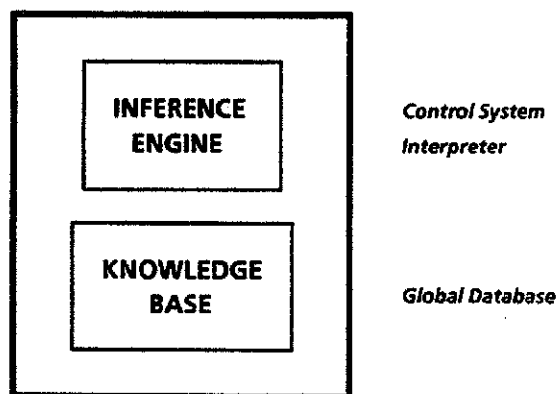 INFERENCE
ENGINE
Control System
Interpreter
KNOWLEDGE
BASE
Global Database